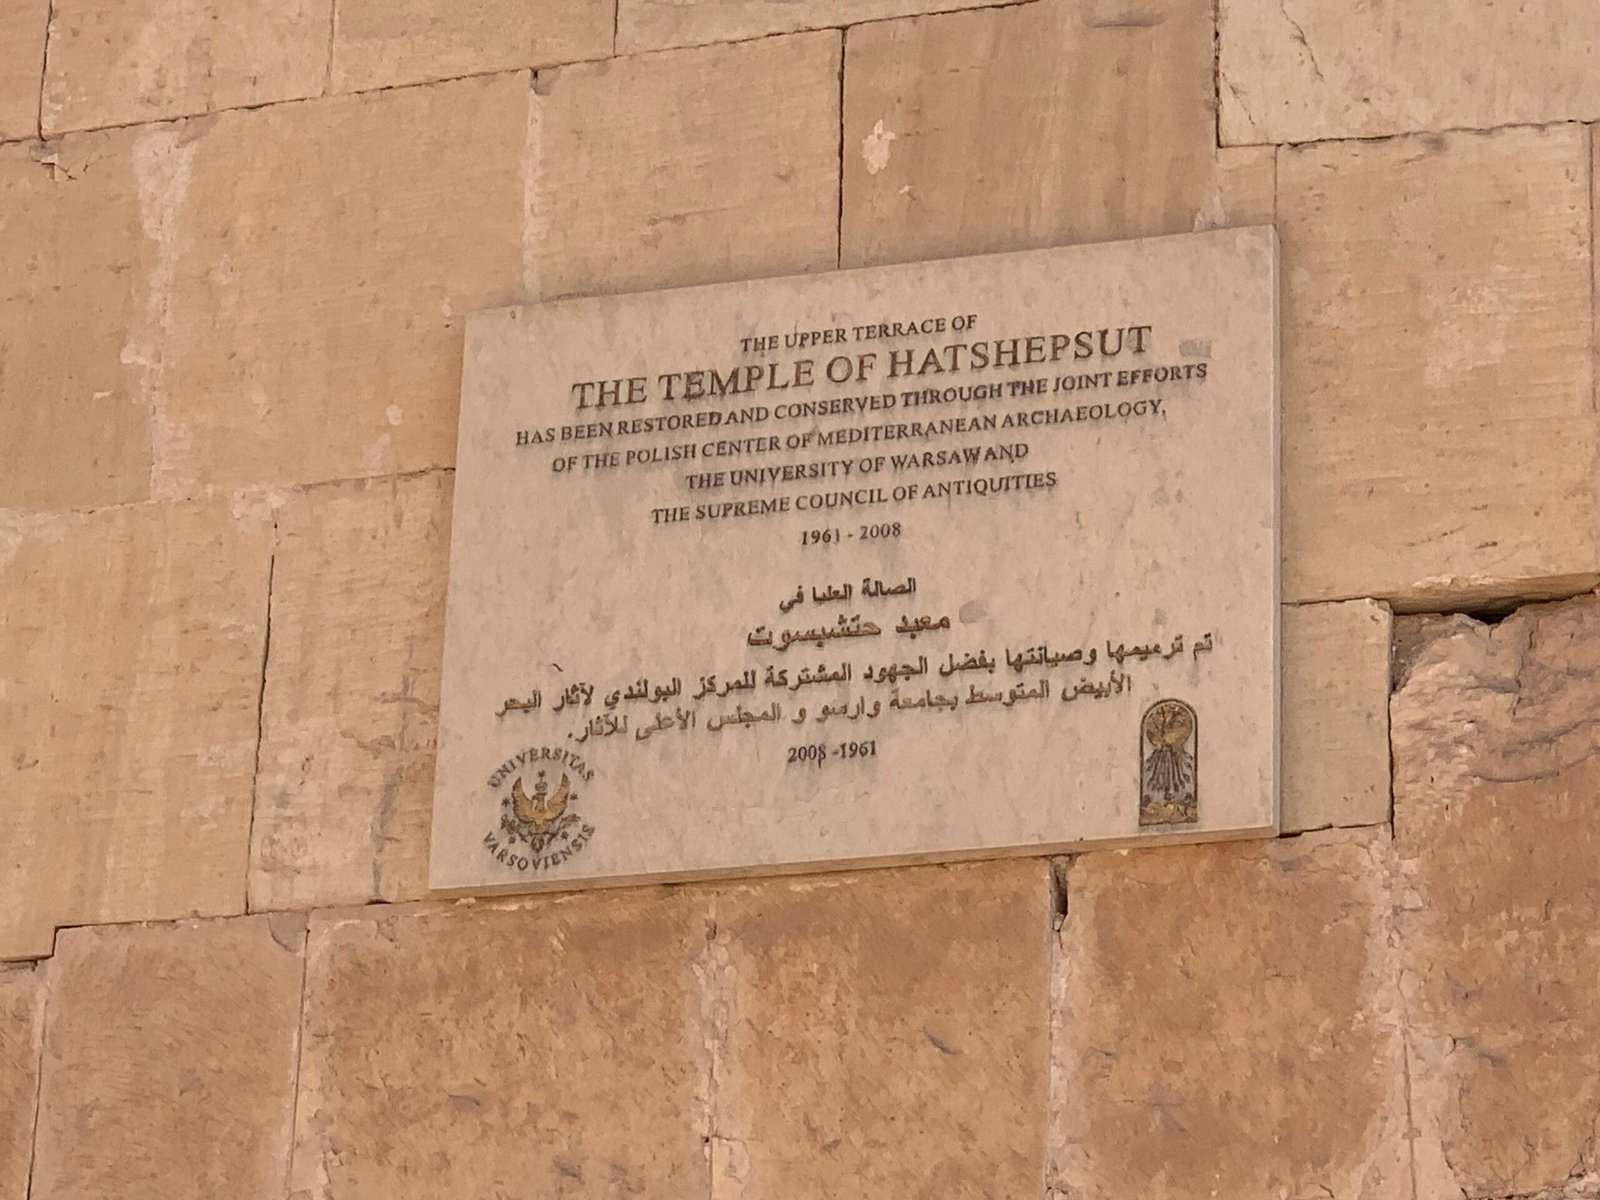 THE UPPER TERRACE OF
THE TEMPLE OF HATSHEPSUT
HAS BEEN RESTORED AND CONSERVED THROUGH THE JOINT EFFORTS
OF THE POLISH CENTER OF MEDITERRANEAN ARCHAEOLOGY,
THE UNIVERSITY OF WARSAW AND
THE SUPREME COUNCIL OF ANTIQUITIES
1961 - 2008
الصالة العليا في
معبد حتشبسوت
تم ترميمها وصيانتها بفضل الجهود المشتركة للمركز البولندي لآثار البحر
الأبيض المتوسط بجامعة وارسو و المجلس الأعلى للآثار.
2008 -1961
UNIVERSITAS
VARSOVIENSIS